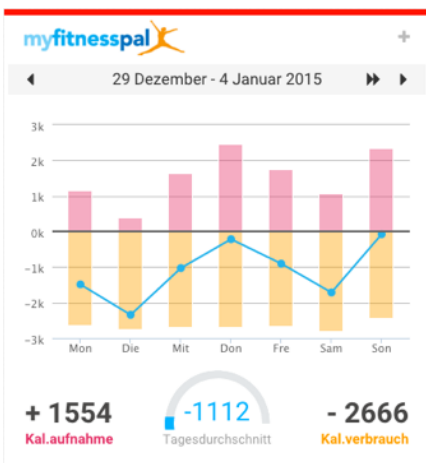 myfitnesspal
29 Dezember - 4 Januar 2015
3k
2k
1k
0k
-1k
-2k
-3k
Mon Die Mit Don Fre Sam Son
+ 1554 -1112 - 2666
Kal.aufnahme Tagesdurchschnitt Kal.verbrauch